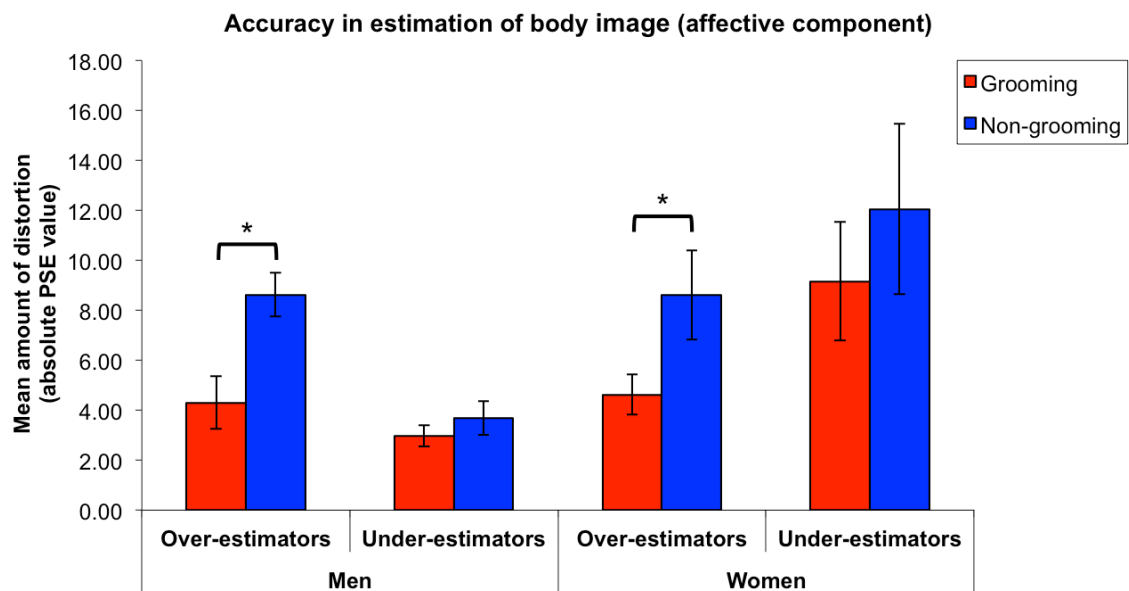 Accuracy in estimation of body image (affective component)
18.00
16.00
14.00
12.00
10.00
8.00
6.00
4.00
2.00
0.00
Mean amount of distortion
(absolute PSE value)
*
*
Grooming
Non-grooming
Over-estimators
Under-estimators
Over-estimators
Under-estimators
Men
Women